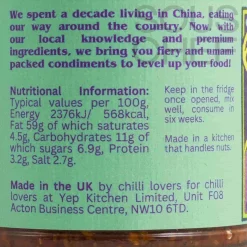 We spent a decade living in China, eating
our way around the country. Now, with
our local knowledge and premium
ingredients, we bring you fiery and umami
packed condiments to level up your food!
Nutritional Information:
Typical values per 100g,
Energy 2376kJ/ 568kcal,
Fat 59g of which saturates
4.5g, Carbohydrates 11g of
which sugars 6.9g, Protein
3.2g, Salt 2.7g.
Keep in the fridge
once opened, mix
well, consume in
six weeks.
Made in a kitchen
that handles nuts.
Made in the UK by chilli lovers for chilli
lovers at Yep Kitchen Limited, Unit F08
Acton Business Centre, NW10 6TD.